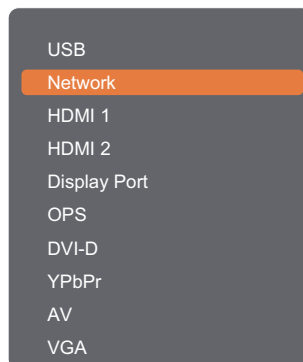 USB
Network
HDMI 1
HDMI 2
Display Port
OPS
DVI-D
YPbPr
AV
VGA